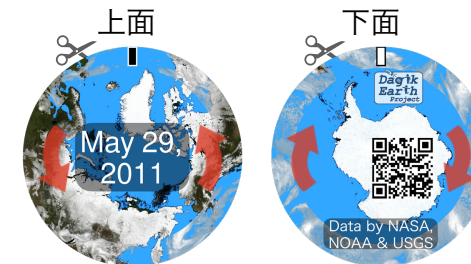 上面
下面
May 29,
2011
Dagik
Earth
Project
Data by NASA,
NOAA & USGS